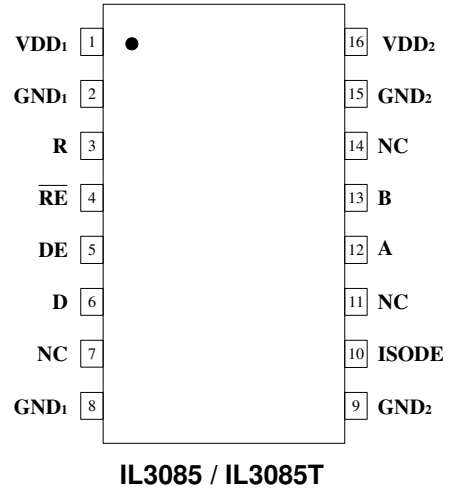 VDD1 1 16 VDD2
GND1 2 15 GND2
R 3 14 NC
R̅E̅ 4 13 B
DE 5 12 A
D 6 11 NC
NC 7 10 ISODE
GND1 8 9 GND2
IL3085 / IL3085T